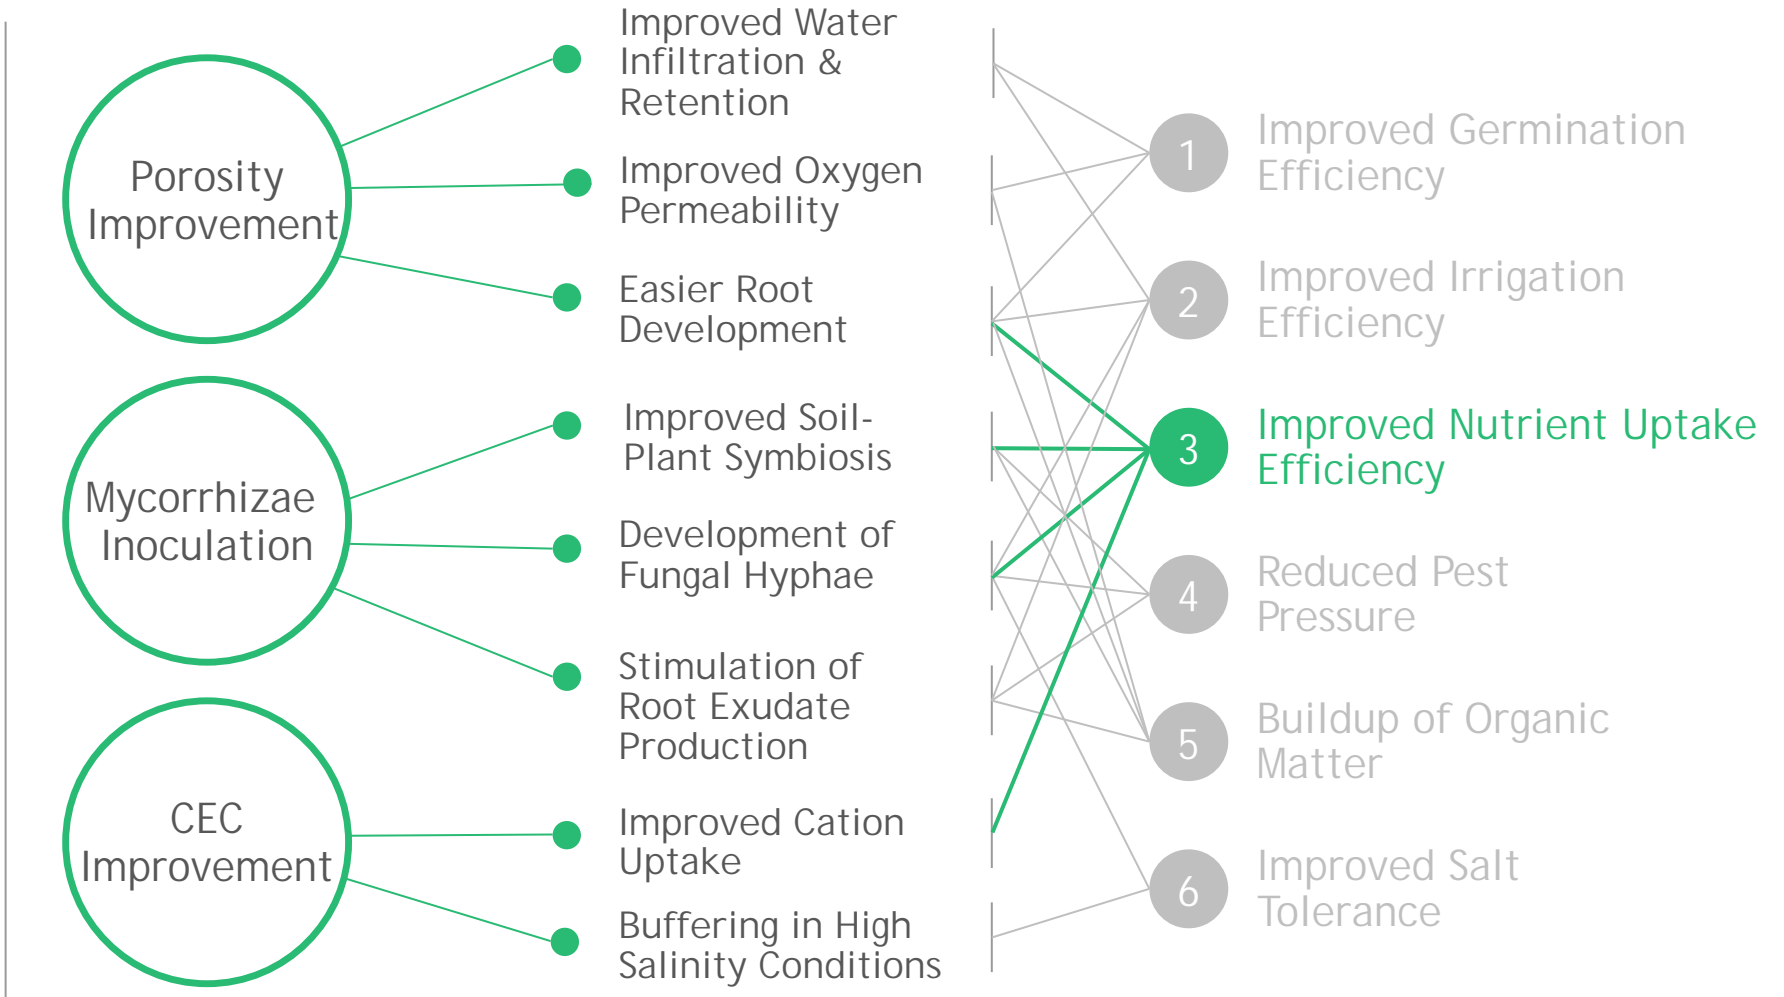 Porosity
Improvement
Improved Water
Infiltration &
Retention
Improved Oxygen
Permeability
Easier Root
Development
Mycorrhizae
Inoculation
Improved Soil-
Plant Symbiosis
Development of
Fungal Hyphae
Stimulation of
Root Exudate
Production
CEC
Improvement
Improved Cation
Uptake
Buffering in High
Salinity Conditions
1
Improved Germination
Efficiency
2
Improved Irrigation
Efficiency
3
Improved Nutrient Uptake
Efficiency
4
Reduced Pest
Pressure
5
Buildup of Organic
Matter
6
Improved Salt
Tolerance